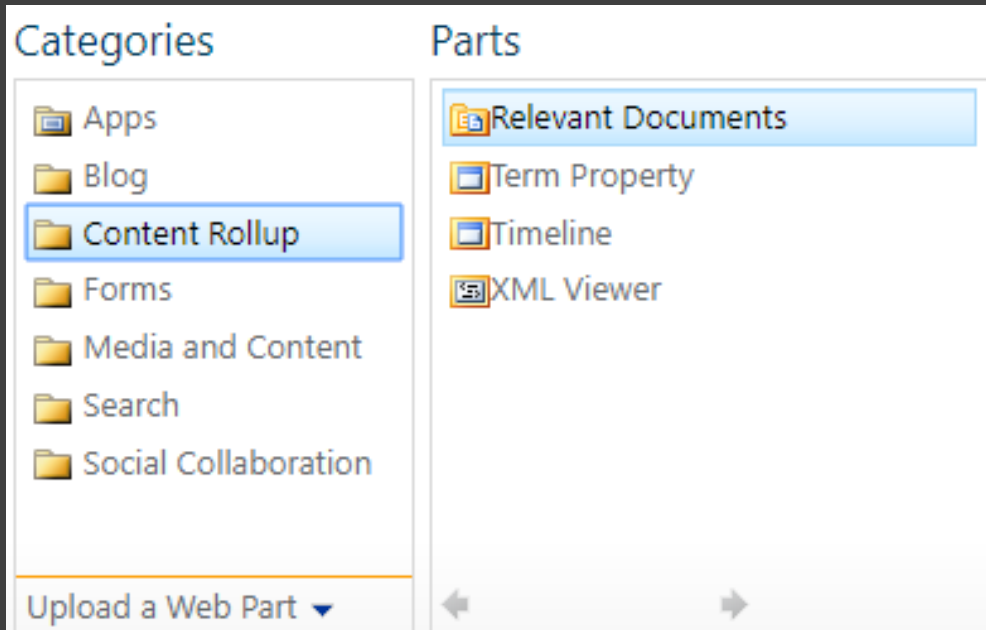 Categories
Apps
Blog
Content Rollup
Forms
Media and Content
Search
Social Collaboration
Upload a Web Part
Parts
Relevant Documents
Term Property
Timeline
XML Viewer